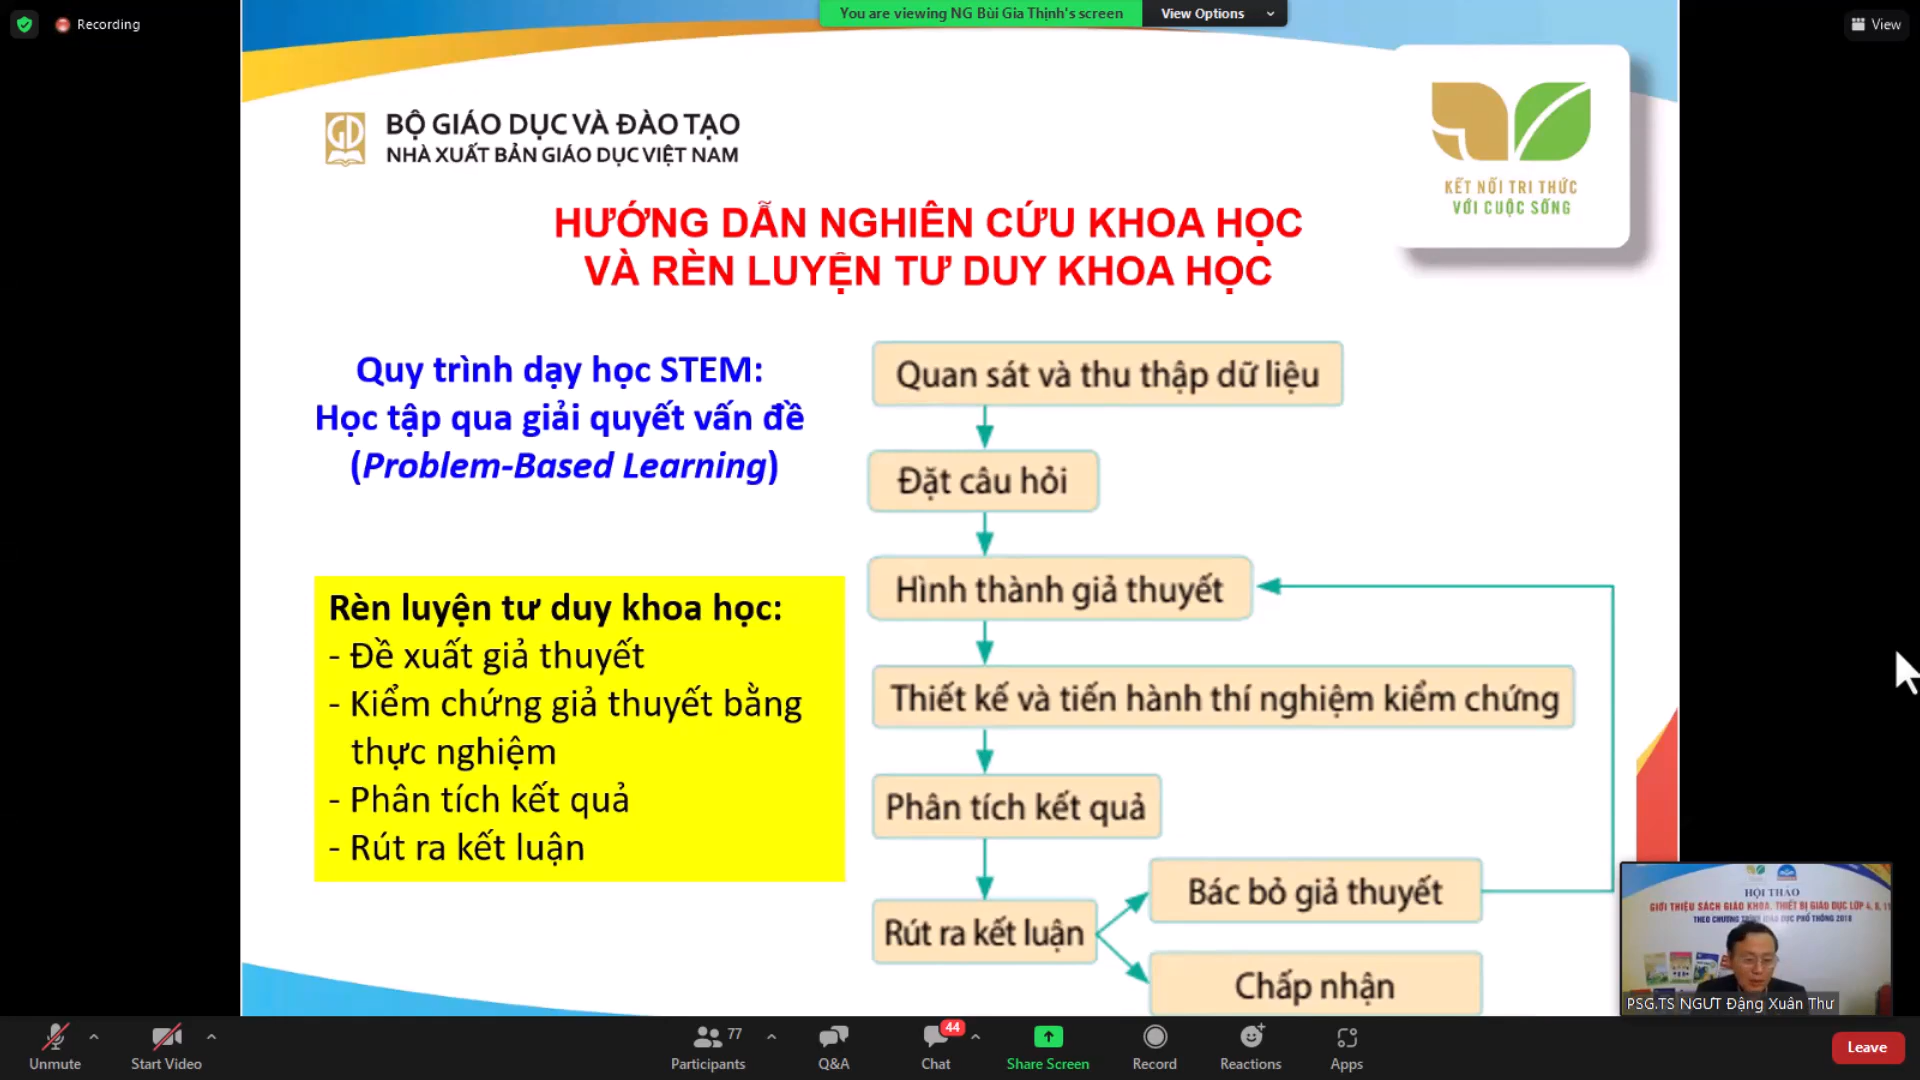 Recording
You are viewing NG Bùi Gia Thịnh's screen
View Options
View
GD
BỘ GIÁO DỤC VÀ ĐÀO TẠO
NHÀ XUẤT BẢN GIÁO DỤC VIỆT NAM
KẾT NỐI TRI THỨC
VỚI CUỘC SỐNG
HƯỚNG DẪN NGHIÊN CỨU KHOA HỌC
VÀ RÈN LUYỆN TƯ DUY KHOA HỌC
Quy trình dạy học STEM:
Học tập qua giải quyết vấn đề
(Problem-Based Learning)
Rèn luyện tư duy khoa học:
- Đề xuất giả thuyết
- Kiểm chứng giả thuyết bằng
thực nghiệm
- Phân tích kết quả
- Rút ra kết luận
Quan sát và thu thập dữ liệu
Đặt câu hỏi
Hình thành giả thuyết
Thiết kế và tiến hành thí nghiệm kiểm chứng
Phân tích kết quả
Rút ra kết luận
Bác bỏ giả thuyết
Chấp nhận
HỘI THẢO
GIỚI THIỆU SÁCH GIÁO KHOA, THIẾT BỊ GIÁO DỤC LỚP 4, 8, 11
THEO CHƯƠNG TRÌNH GIÁO DỤC PHỔ THÔNG 2018
PSG.TS NGƯT Đặng Xuân Thư
Unmute
Start Video
77
Participants
Q&A
44
Chat
Share Screen
Record
Reactions
Apps
Leave